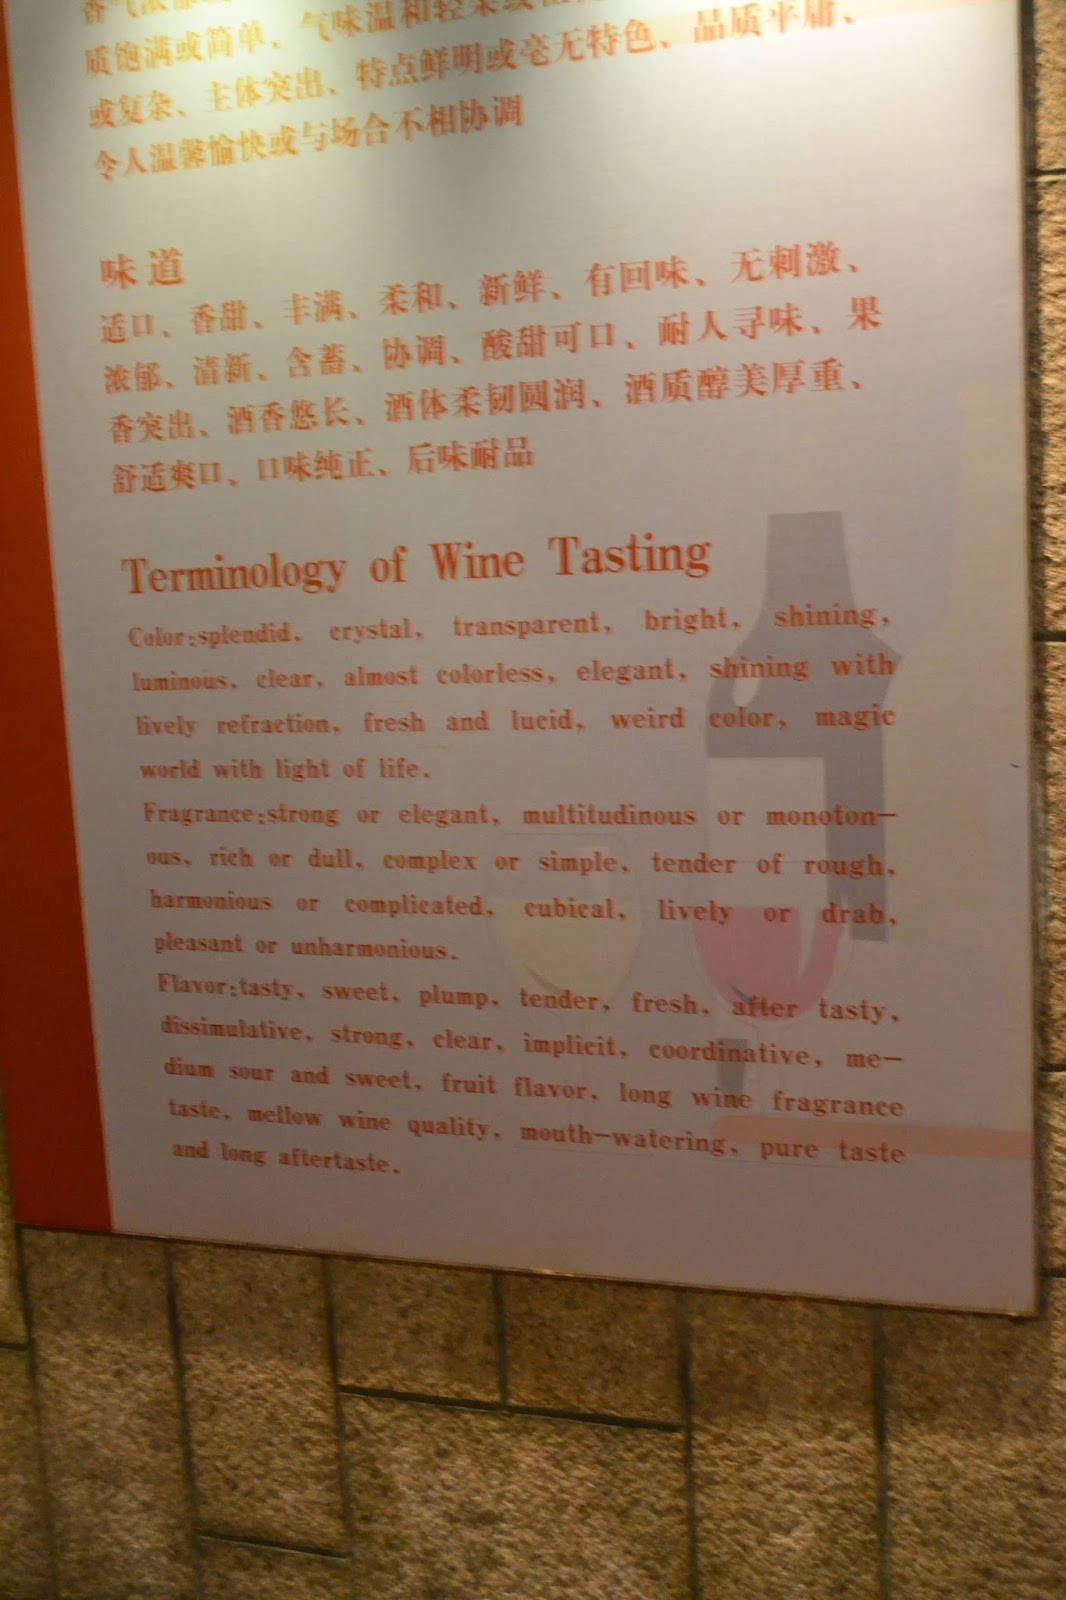 质饱满或简单、气味温和轻柔或
或复杂、主体突出、特点鲜明或毫无特色、品质平庸、
令人温馨愉快或与场合不相协调
味道
适口、香甜、丰满、柔和、新鲜、有回味、无刺激、
浓郁、清新、含蓄、协调、酸甜可口、耐人寻味、果
香突出、酒香悠长、酒体柔韧圆润、酒质醇美厚重、
舒适爽口、口味纯正、后味耐品
Terminology of Wine Tasting
Color:splendid, crystal, transparent, bright, shining,
luminous, clear, almost colorless, elegant, shining with
lively refraction, fresh and lucid, weird color, magic
world with light of life.
Fragrance:strong or elegant, multitudinous or monoton-
ous, rich or dull, complex or simple, tender of rough,
harmonious or complicated, cubical, lively or drab,
pleasant or unharmonious.
Flavor:tasty, sweet, plump, tender, fresh, after tasty,
dissimulative, strong, clear, implicit, coordinative, me-
dium sour and sweet, fruit flavor, long wine fragrance
taste, mellow wine quality, mouth-watering, pure taste
and long aftertaste.